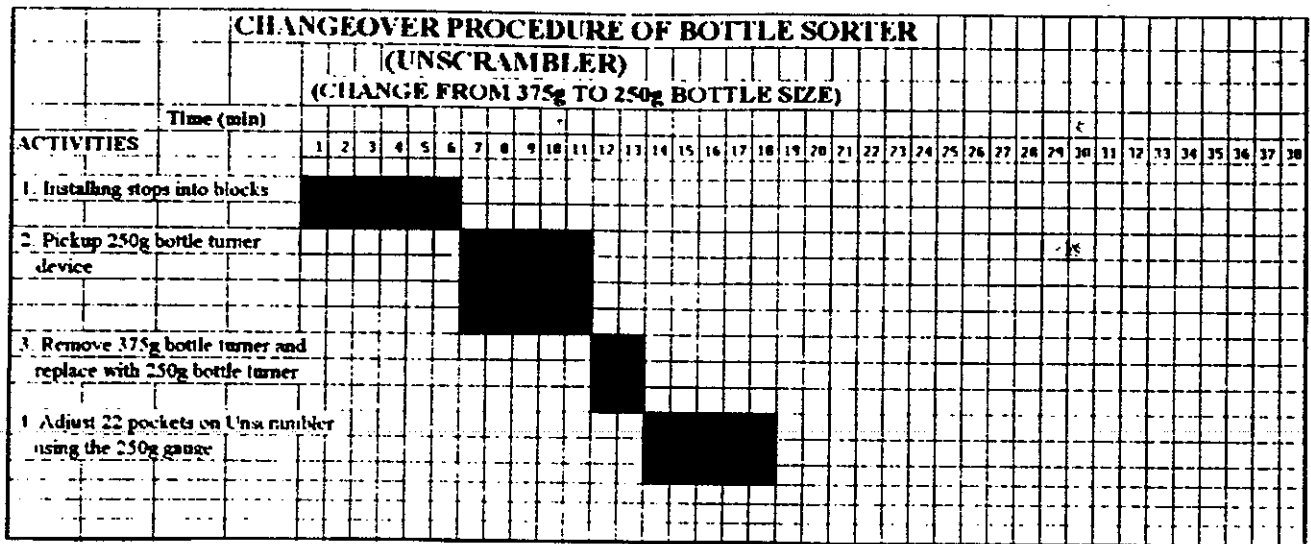 CHANGEOVER PROCEDURE OF BOTTLE SORTER
(UNSCRAMBLER)
(CHANGE FROM 375g TO 250g BOTTLE SIZE)
Time (min)
ACTIVITIES 1 2 3 4 5 6 7 8 9 10 11 12 13 14 15 16 17 18 19 20 21 22 23 24 25 26 27 28 29 30 31 32 33 34 35 36 37 38
1. Installing stops into blocks
2. Pickup 250g bottle turner
device
3. Remove 375g bottle turner and
replace with 250g bottle turner
4. Adjust 22 pockets on Unscrambler
using the 250g gauge